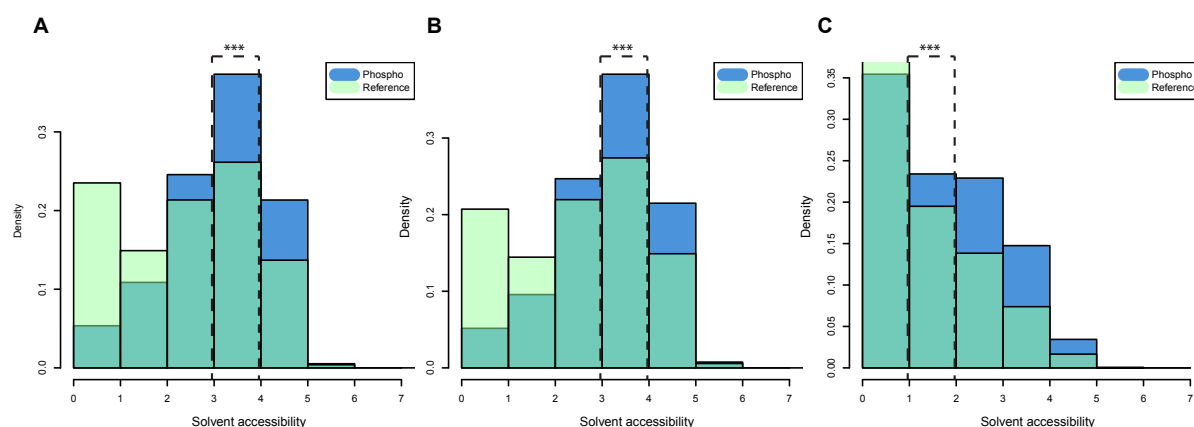 A
***
Phospho
Reference
Density
0.3
0.2
0.1
0.0
0 1 2 3 4 5 6 7
Solvent accessibility
B
***
Phospho
Reference
Density
0.3
0.2
0.1
0.0
0 1 2 3 4 5 6 7
Solvent accessibility
C
***
Phospho
Reference
Density
0.35
0.30
0.25
0.20
0.15
0.10
0.05
0.00
0 1 2 3 4 5 6 7
Solvent accessibility